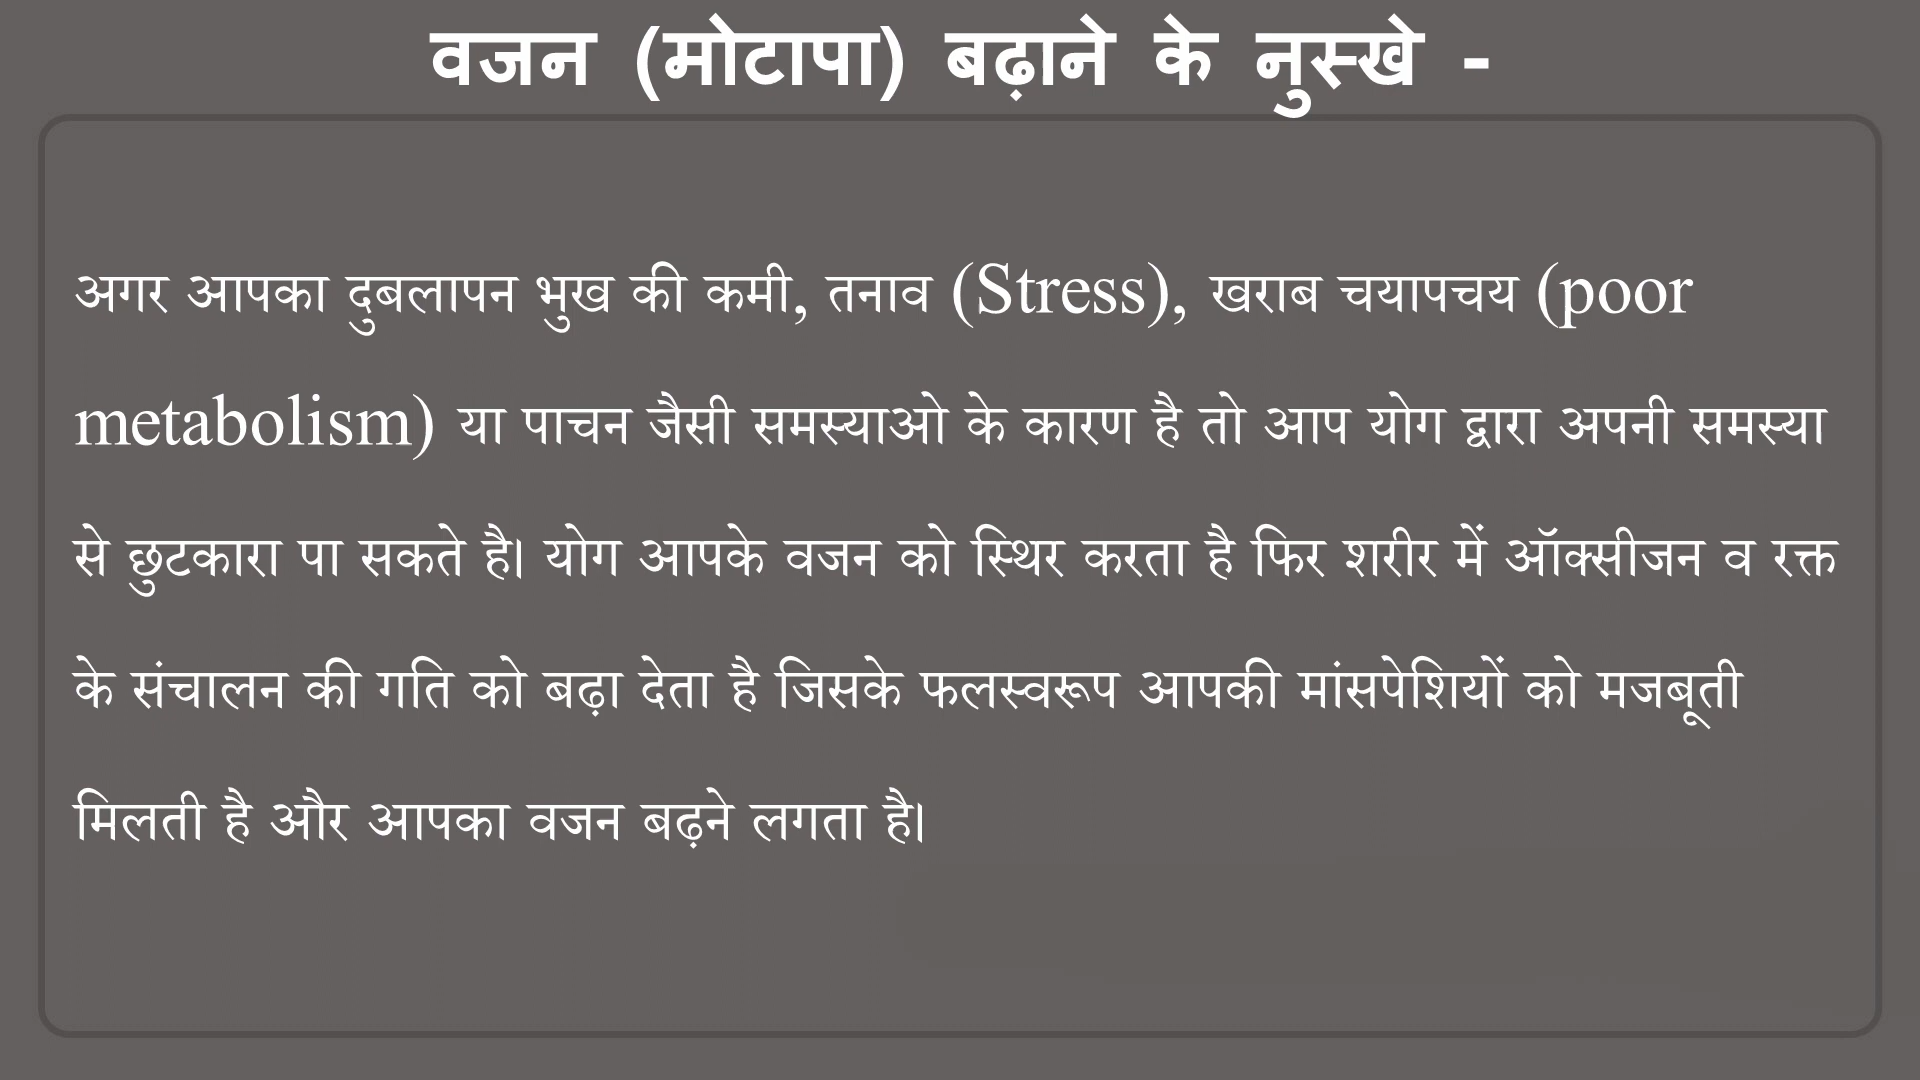 वजन (मोटापा) बढ़ाने के नुस्खे -
अगर आपका दुबलापन भुख की कमी, तनाव (Stress), खराब चयापचय (poor
metabolism) या पाचन जैसी समस्याओ के कारण है तो आप योग द्वारा अपनी समस्या
से छुटकारा पा सकते है। योग आपके वजन को स्थिर करता है फिर शरीर में ऑक्सीजन व रक्त
के संचालन की गति को बढ़ा देता है जिसके फलस्वरूप आपकी मांसपेशियों को मजबूती
मिलती है और आपका वजन बढ़ने लगता है।